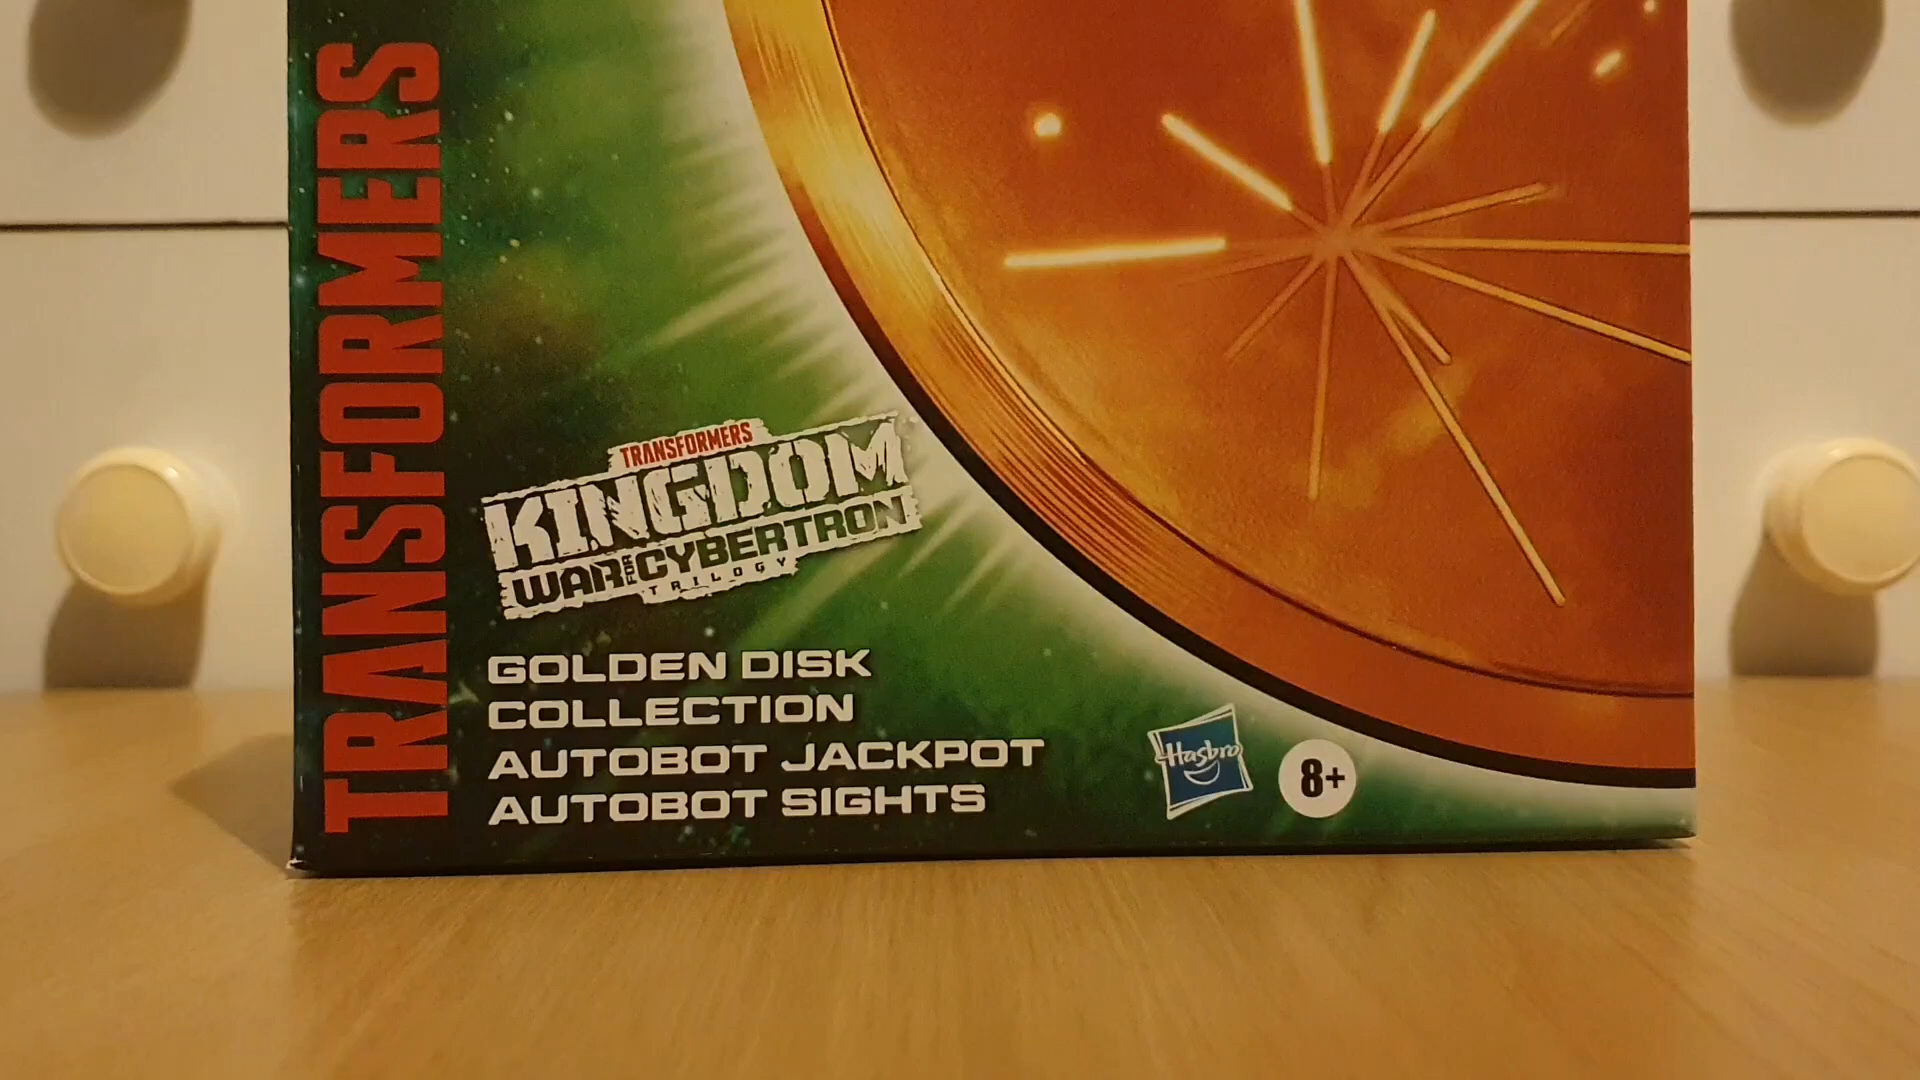 TRANSFORMERS
TRANSFORMERS
KINGDOM
WAR FOR CYBERTRON
TRILOGY
GOLDEN DISK
COLLECTION
AUTOBOT JACKPOT
AUTOBOT SIGHTS
Hasbro
8+